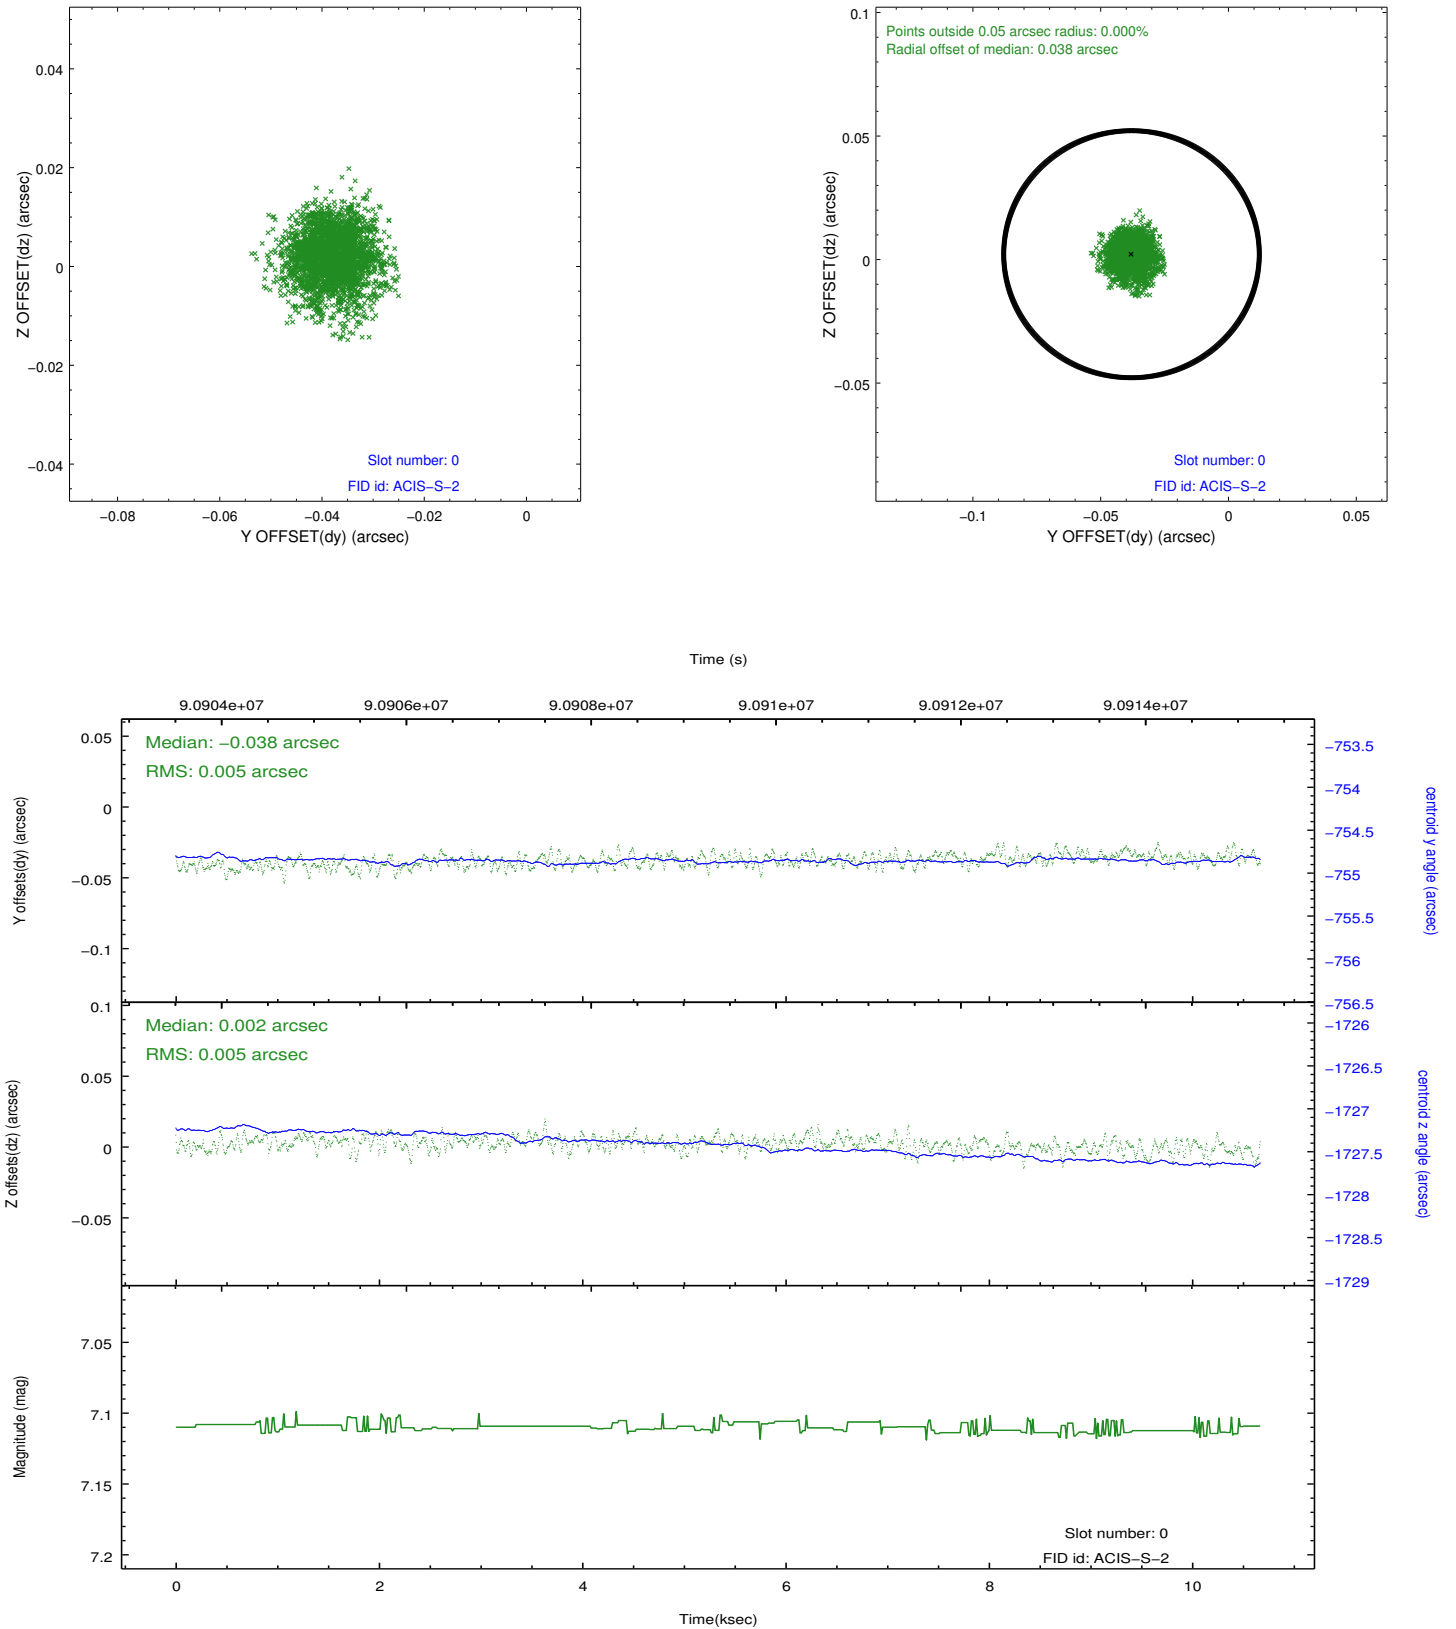 0.04
0.02
0
−0.02
−0.04
Z OFFSET(dz) (arcsec)
Slot number: 0
FID id: ACIS−S−2
−0.08
−0.06
−0.04
−0.02
0
Y OFFSET(dy) (arcsec)
0.1
0.05
0
−0.05
Z OFFSET(dz) (arcsec)
Points outside 0.05 arcsec radius: 0.000%
Radial offset of median: 0.038 arcsec
Slot number: 0
FID id: ACIS−S−2
−0.1
−0.05
0
0.05
Y OFFSET(dy) (arcsec)
Time (s)
9.0904e+07
9.0906e+07
9.0908e+07
9.091e+07
9.0912e+07
9.0914e+07
0.05
0
−0.05
−0.1
Y offsets(dy) (arcsec)
Median: −0.038 arcsec
RMS: 0.005 arcsec
−753.5
−754
−754.5
−755
−755.5
−756
−756.5
centroid y angle (arcsec)
0.1
0.05
0
−0.05
Z offsets(dz) (arcsec)
Median: 0.002 arcsec
RMS: 0.005 arcsec
−1726
−1726.5
−1727
−1727.5
−1728
−1728.5
−1729
centroid z angle (arcsec)
7.05
7.1
7.15
7.2
Magnitude (mag)
Slot number: 0
FID id: ACIS−S−2
0
2
4
6
8
10
Time(ksec)